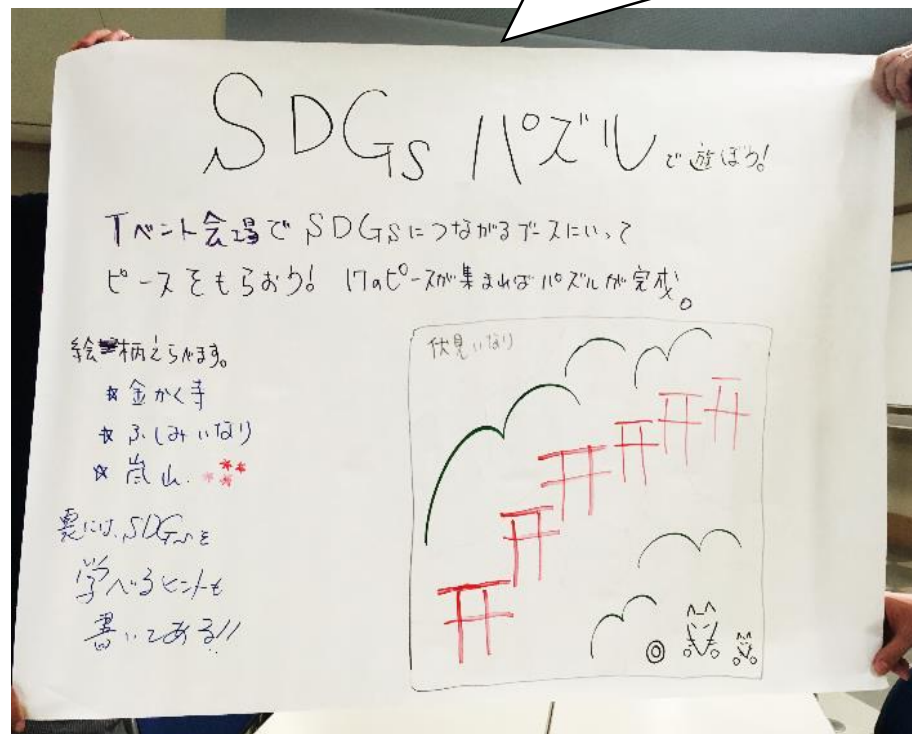 SDGs パズルで遊ぼう!
イベント会場でSDGsにつながるブースにいって
ピースをもらおう! 17のピースが集まればパズルが完成。
絵柄えらべます。
☆ 金かく寺
☆ ふしみいなり
☆ 嵐山.
裏には、SDGsを
学べるヒントも
書いてある!!
伏見いなり